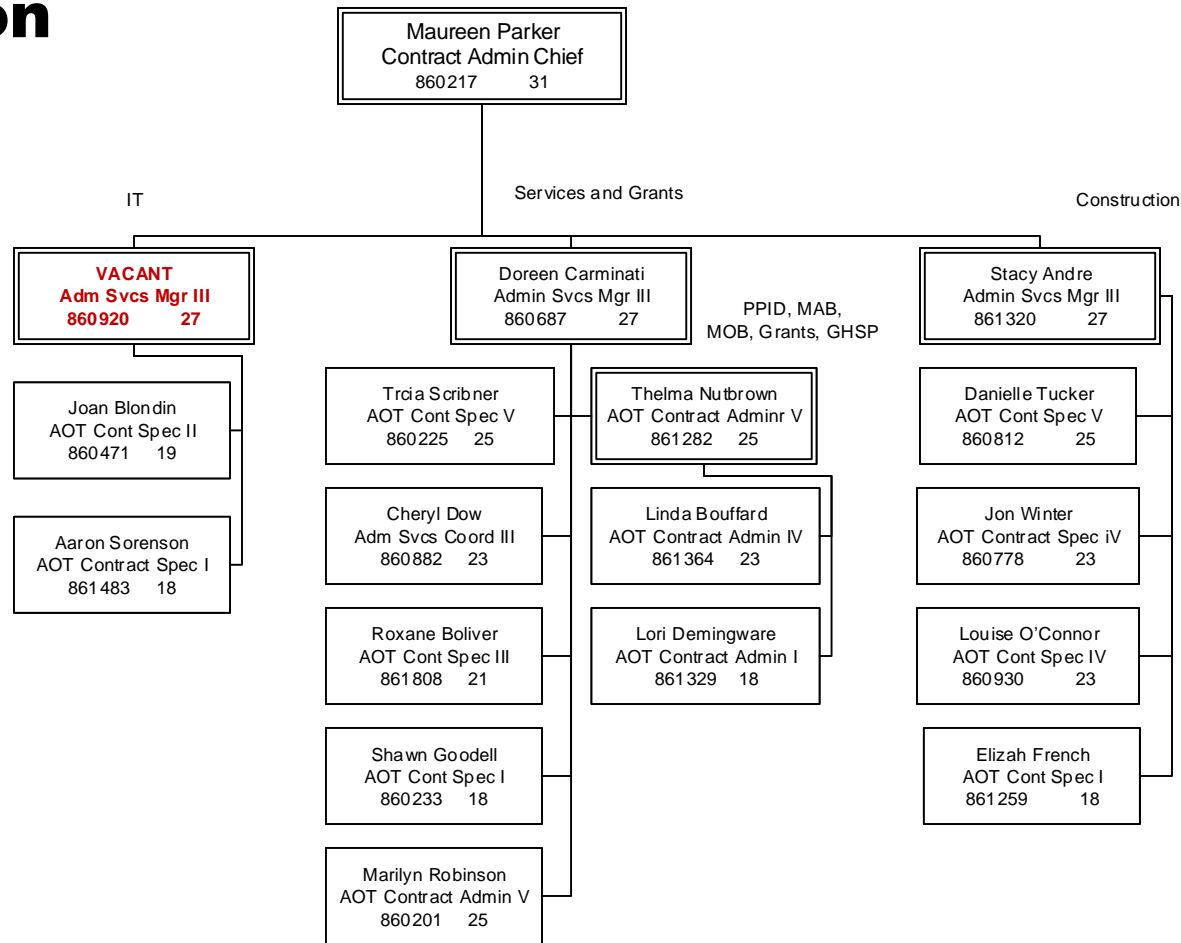 on
Maureen Parker
Contract Admin Chief
860217 31
IT
Services and Grants
Construction
VACANT
Adm Svcs Mgr III
860920 27
Joan Blondin
AOT Cont Spec II
860471 19
Aaron Sorenson
AOT Contract Spec I
861483 18
Doreen Carminati
Admin Svcs Mgr III
860687 27
PPID, MAB,
MOB, Grants, GHSP
Trcia Scribner
AOT Cont Spec V
860225 25
Cheryl Dow
Adm Svcs Coord III
860882 23
Roxane Boliver
AOT Cont Spec III
861808 21
Shawn Goodell
AOT Cont Spec I
860233 18
Marilyn Robinson
AOT Contract Admin V
860201 25
Thelma Nutbrown
AOT Contract Adminr V
861282 25
Linda Bouffard
AOT Contract Admin IV
861364 23
Lori Demingware
AOT Contract Admin I
861329 18
Stacy Andre
Admin Svcs Mgr III
861320 27
Danielle Tucker
AOT Cont Spec V
860812 25
Jon Winter
AOT Contract Spec iV
860778 23
Louise O’Connor
AOT Cont Spec IV
860930 23
Elizah French
AOT Cont Spec I
861259 18